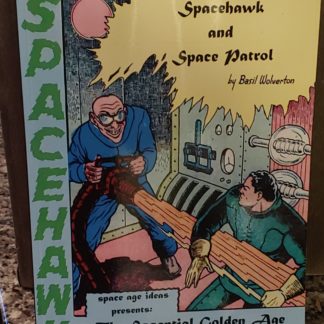 SPACEHAWK
Spacehawk
and
Space Patrol
by Basil Wolverton
space age ideas
presents:
The Essential Golden Age